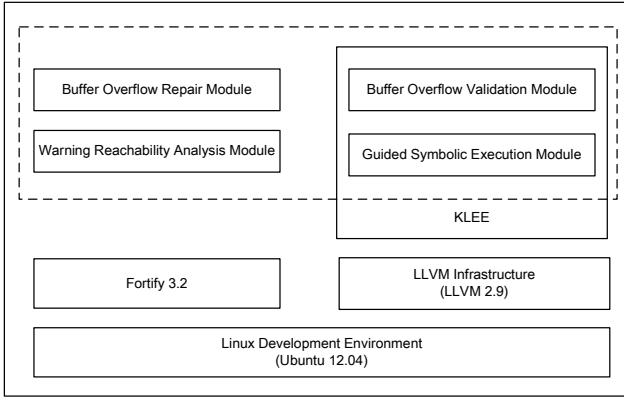 Buffer Overflow Repair Module
Buffer Overflow Validation Module
Warning Reachability Analysis Module
Guided Symbolic Execution Module
KLEE
Fortify 3.2
LLVM Infrastructure
(LLVM 2.9)
Linux Development Environment
(Ubuntu 12.04)